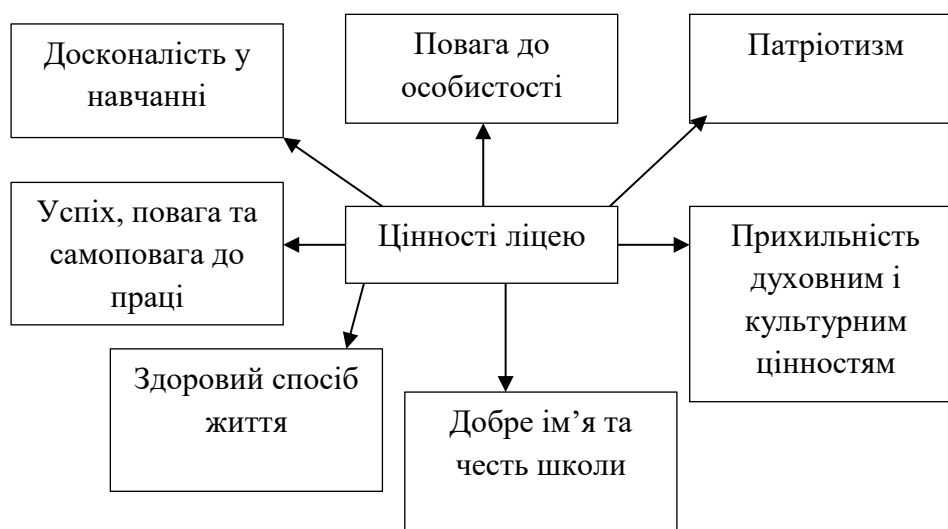 Досконалість у
навчанні
Повага до
особистості
Патріотизм
Успіх, повага та
самоповага до
праці
Цінності ліцею
Прихильність
духовним і
культурним
цінностям
Здоровий спосіб
життя
Добре ім’я та
честь школи